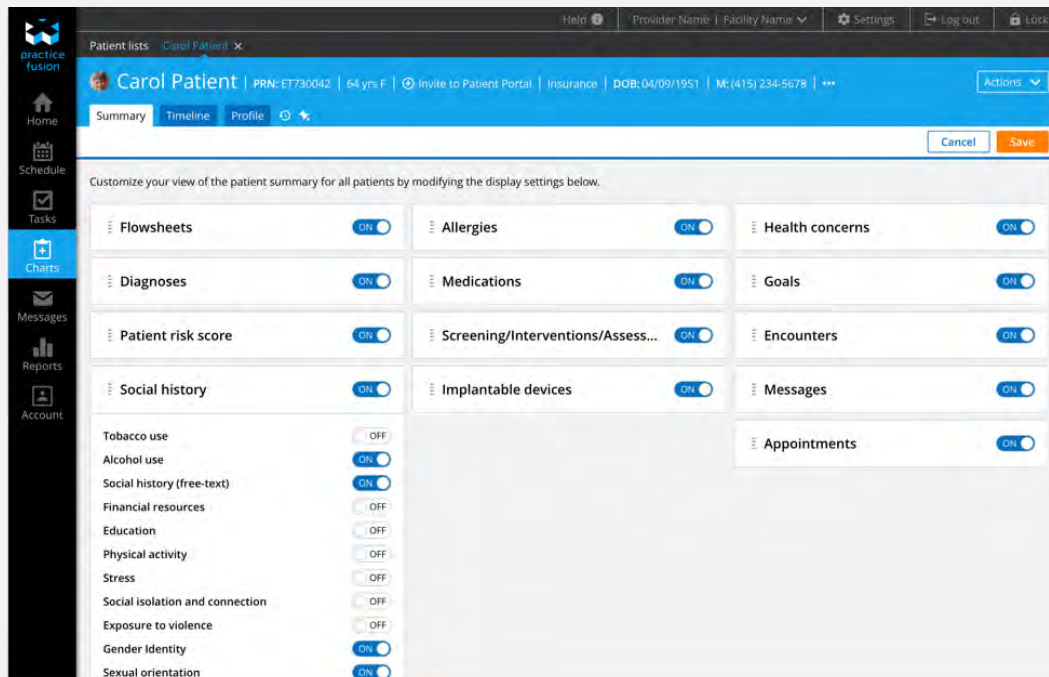 Help Provider Name | Facility Name Settings Log out Lock
practice
fusion
Patient lists Carol Patient ×
Carol Patient | PRN: ET730042 | 64 yrs F | Invite to Patient Portal | Insurance | DOB: 04/09/1951 | M: (415) 234-5678 | •••
Actions
Summary Timeline Profile
Cancel Save
Home
Schedule
Tasks
Charts
Messages
Reports
Account
Customize your view of the patient summary for all patients by modifying the display settings below.
Flowsheets ON
Allergies ON
Health concerns ON
Diagnoses ON
Medications ON
Goals ON
Patient risk score ON
Screening/Interventions/Assess... ON
Encounters ON
Social history ON
Implantable devices ON
Messages ON
Appointments ON
Tobacco use OFF
Alcohol use ON
Social history (free-text) ON
Financial resources OFF
Education OFF
Physical activity OFF
Stress OFF
Social isolation and connection OFF
Exposure to violence OFF
Gender Identity ON
Sexual orientation ON